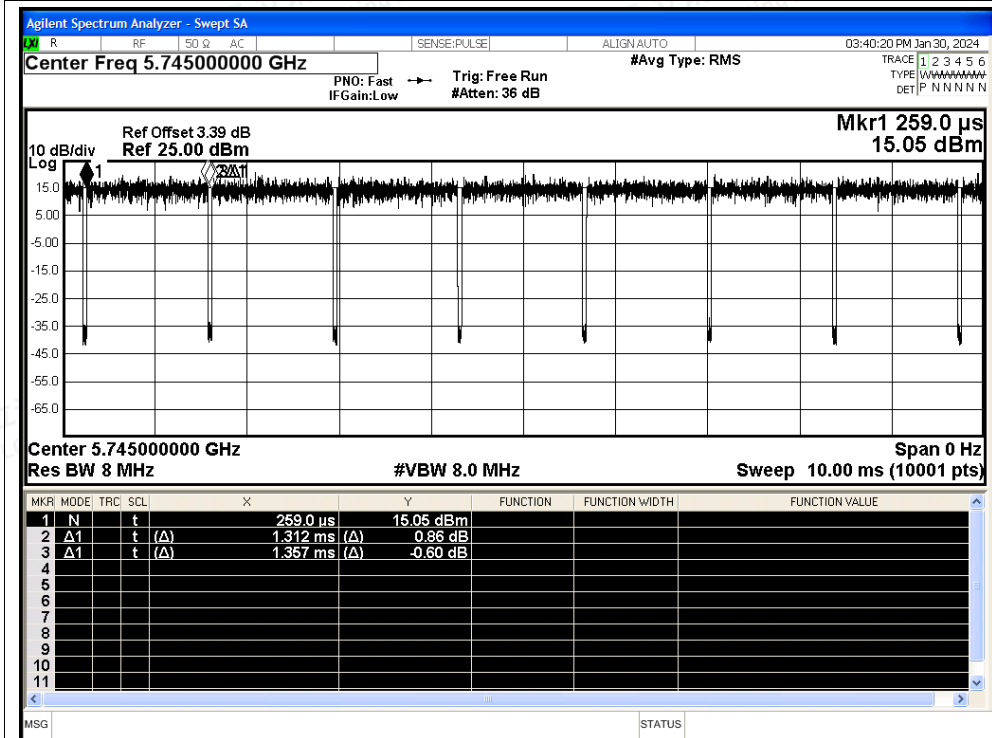 Agilent Spectrum Analyzer - Swept SA
LXI R RF 50 Ω AC SENSE:PULSE ALIGN AUTO 03:40:20 PM Jan 30, 2024
Center Freq 5.745000000 GHz #Avg Type: RMS TRACE 1 2 3 4 5 6
PNO: Fast Trig: Free Run TYPE W
IFGain:Low #Atten: 36 dB DET P N N N N N
Mkr1 259.0 µs
Ref Offset 3.39 dB
10 dB/div Ref 25.00 dBm 15.05 dBm
Log
1
15.0
5.00
-5.00
-15.0
-25.0
-35.0
-45.0
-55.0
-65.0
Center 5.745000000 GHz Span 0 Hz
Res BW 8 MHz #VBW 8.0 MHz Sweep 10.00 ms (10001 pts)
MKR MODE TRC SCL X Y FUNCTION FUNCTION WIDTH FUNCTION VALUE
1 N t 259.0 µs 15.05 dBm
2 Δ1 t (Δ) 1.312 ms (Δ) 0.86 dB
3 Δ1 t (Δ) 1.357 ms (Δ) -0.60 dB
4
5
6
7
8
9
10
11
MSG STATUS